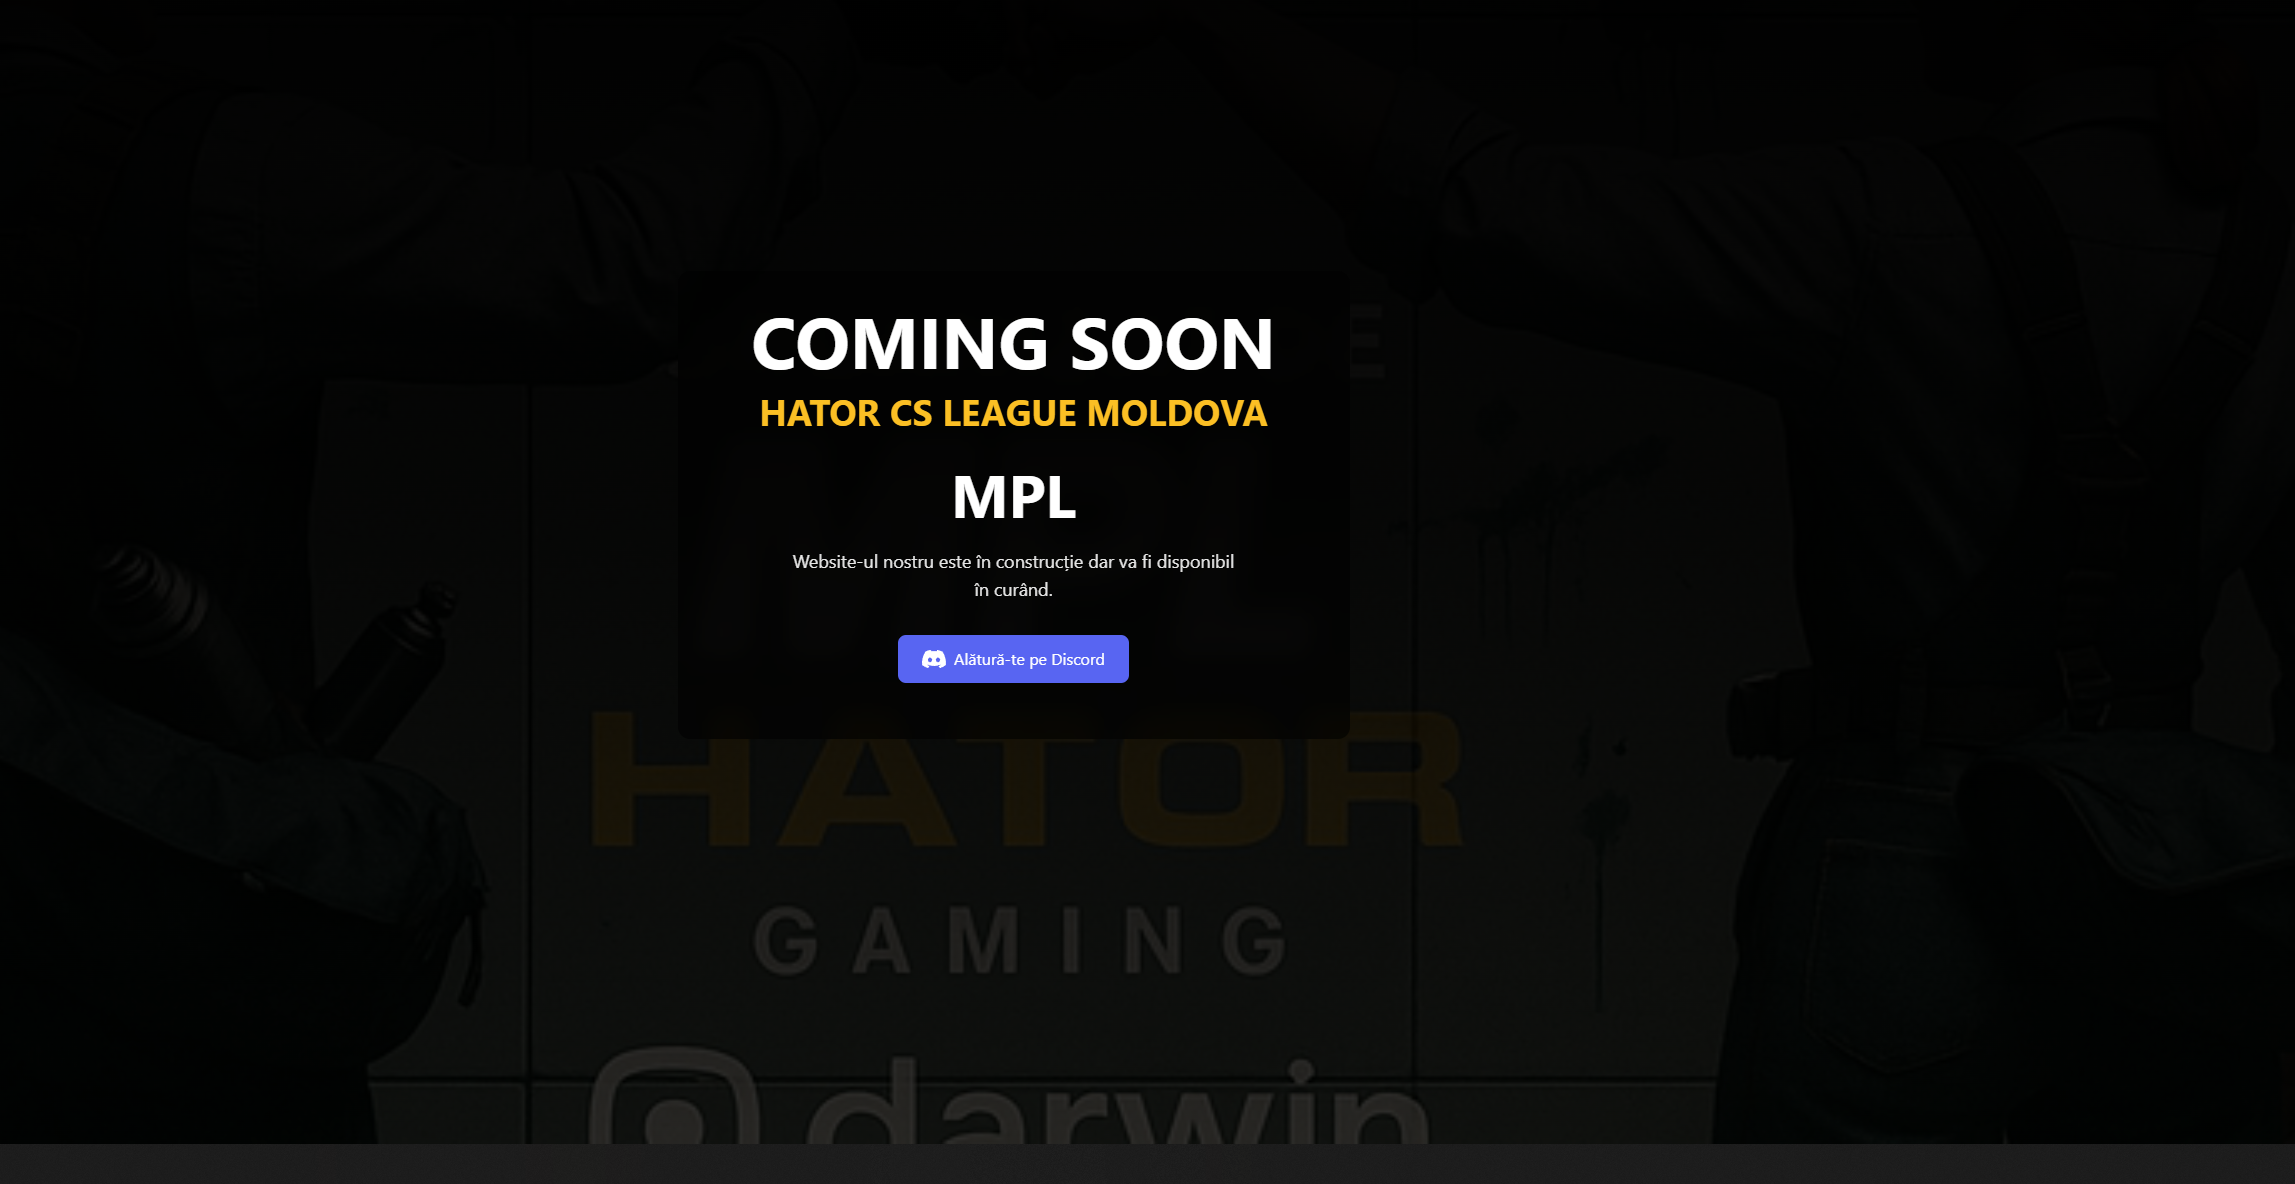 COMING SOON
HATOR CS LEAGUE MOLDOVA
MPL
Website-ul nostru este în construcție dar va fi disponibil
în curând.
Alătură-te pe Discord
HATOR
GAMING
darwin